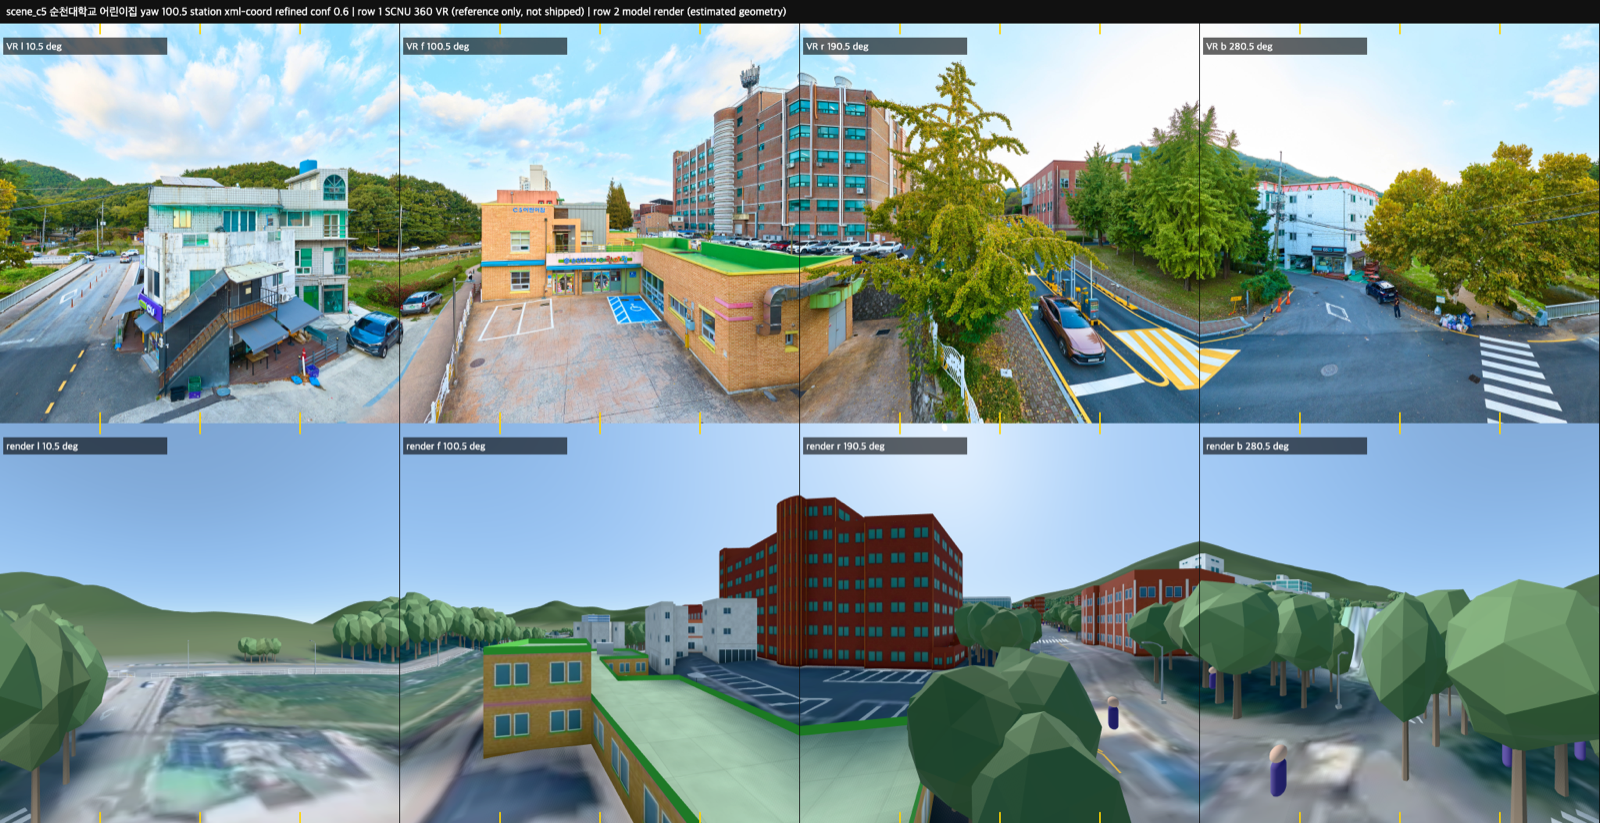 scene_c5 순천대학교 어린이집 yaw 100.5 station xml-coord refined conf 0.6 | row 1 SCNU 360 VR (reference only, not shipped) | row 2 model render (estimated geometry)
VR l 10.5 deg
VR f 100.5 deg
VR r 190.5 deg
VR b 280.5 deg
render l 10.5 deg
render f 100.5 deg
render r 190.5 deg
render b 280.5 deg